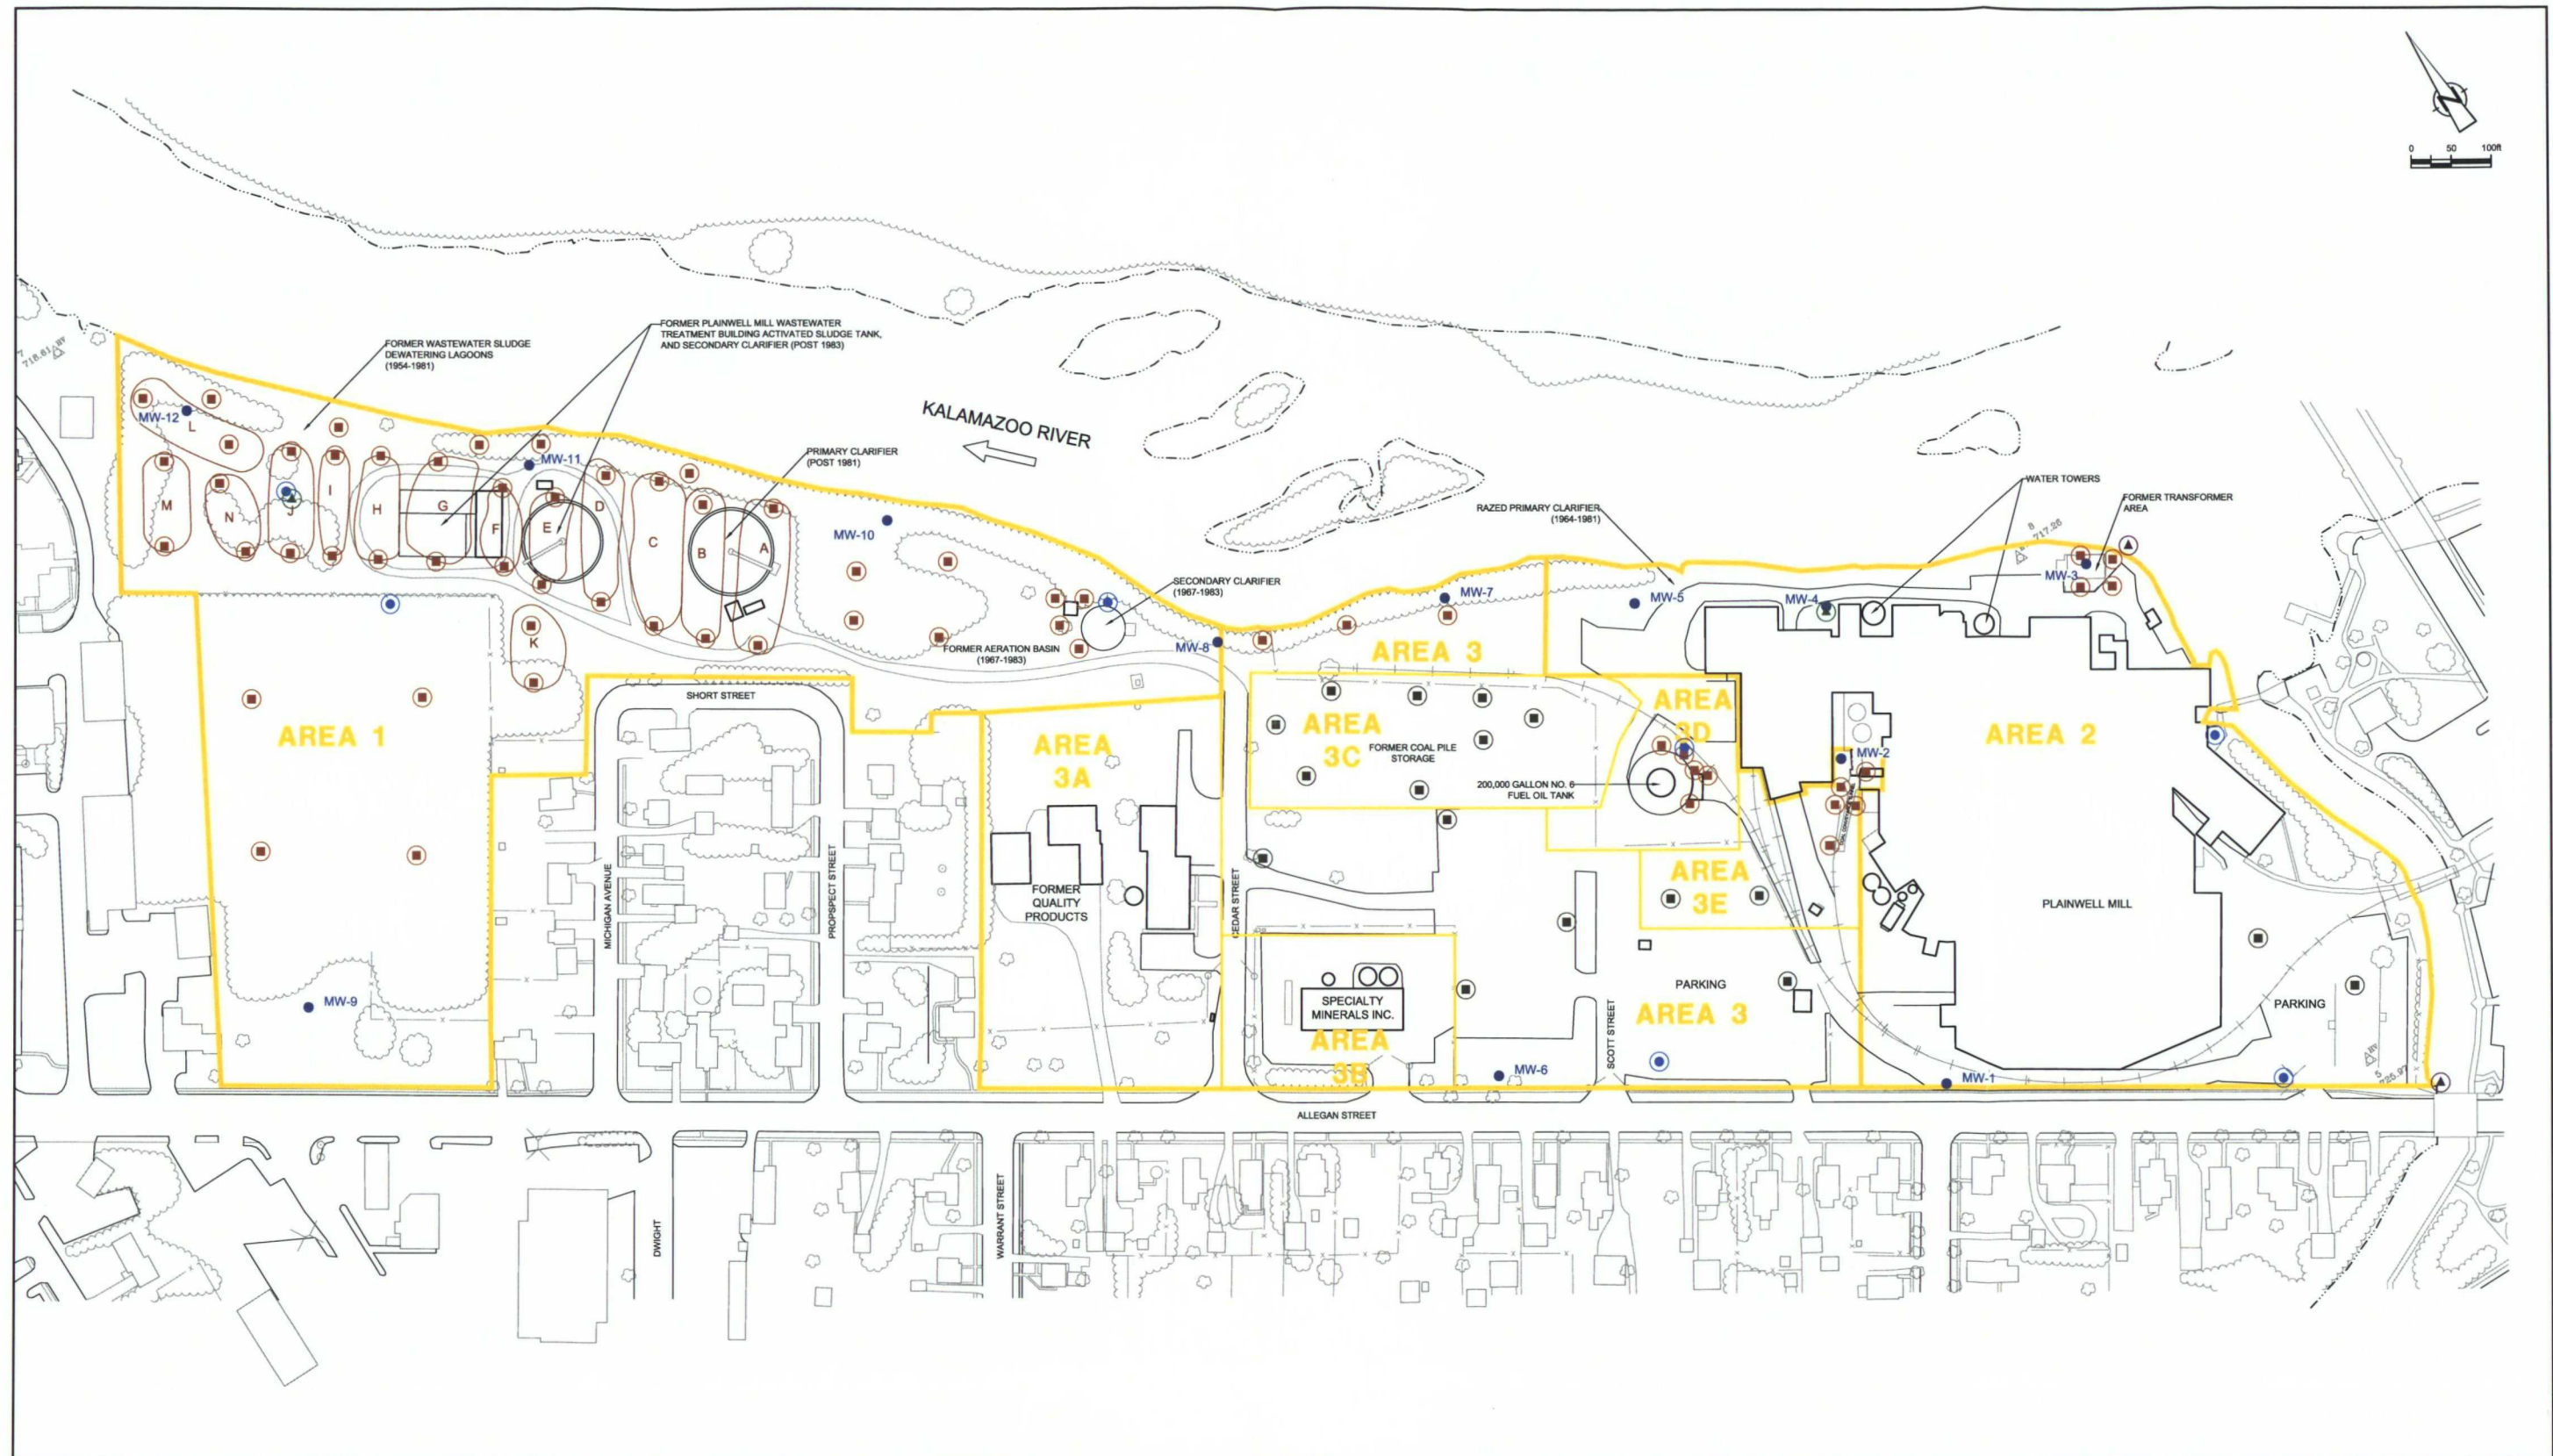 N
0 50 100ft
718.61
FORMER WASTEWATER SLUDGE
DEWATERING LAGOONS
(1954-1981)
FORMER PLAINWELL MILL WASTEWATER
TREATMENT BUILDING ACTIVATED SLUDGE TANK,
AND SECONDARY CLARIFIER (POST 1983)
KALAMAZOO RIVER
PRIMARY CLARIFIER
(POST 1981)
RAZED PRIMARY CLARIFIER
(1964-1981)
WATER TOWERS
FORMER TRANSFORMER
AREA
717.26
MW-12
L
MW-11
M
N
J
I
H
G
F
E
D
C
B
A
K
MW-10
SECONDARY CLARIFIER
(1967-1983)
FORMER AERATION BASIN
(1967-1983)
MW-8
MW-7
MW-5
MW-4
MW-3
AREA 3
SHORT STREET
AREA 1
AREA
3A
AREA
3C
FORMER COAL PILE
STORAGE
AREA
3D
200,000 GALLON NO. 6
FUEL OIL TANK
MW-2
AREA 2
MICHIGAN AVENUE
PROPSPECT STREET
FORMER
QUALITY
PRODUCTS
CEDAR STREET
AREA
3E
PLAINWELL MILL
MW-9
SPECIALTY
MINERALS INC.
AREA
3B
PARKING
AREA 3
SCOTT STREET
PARKING
MW-6
MW-1
ALLEGAN STREET
DWIGHT
WARRANT STREET